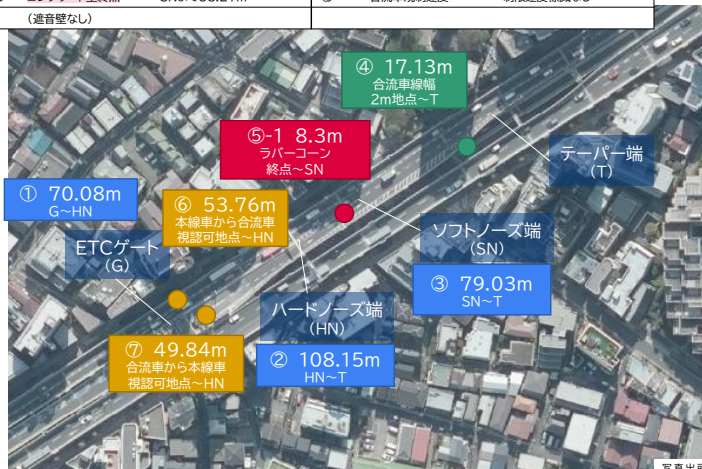 (遮音壁なし)
④ 17.13m
合流車線幅
2m地点～T
⑤-1 8.3m
ラバーコーン
終点～SN
テーパー端
(T)
① 70.08m
G～HN
⑥ 53.76m
本線車から合流車
視認可地点～HN
ソフトノーズ端
(SN)
ETCゲート
(G)
③ 79.03m
SN～T
ハードノーズ端
(HN)
⑦ 49.84m
合流車から本線車
視認可地点～HN
② 108.15m
HN～T